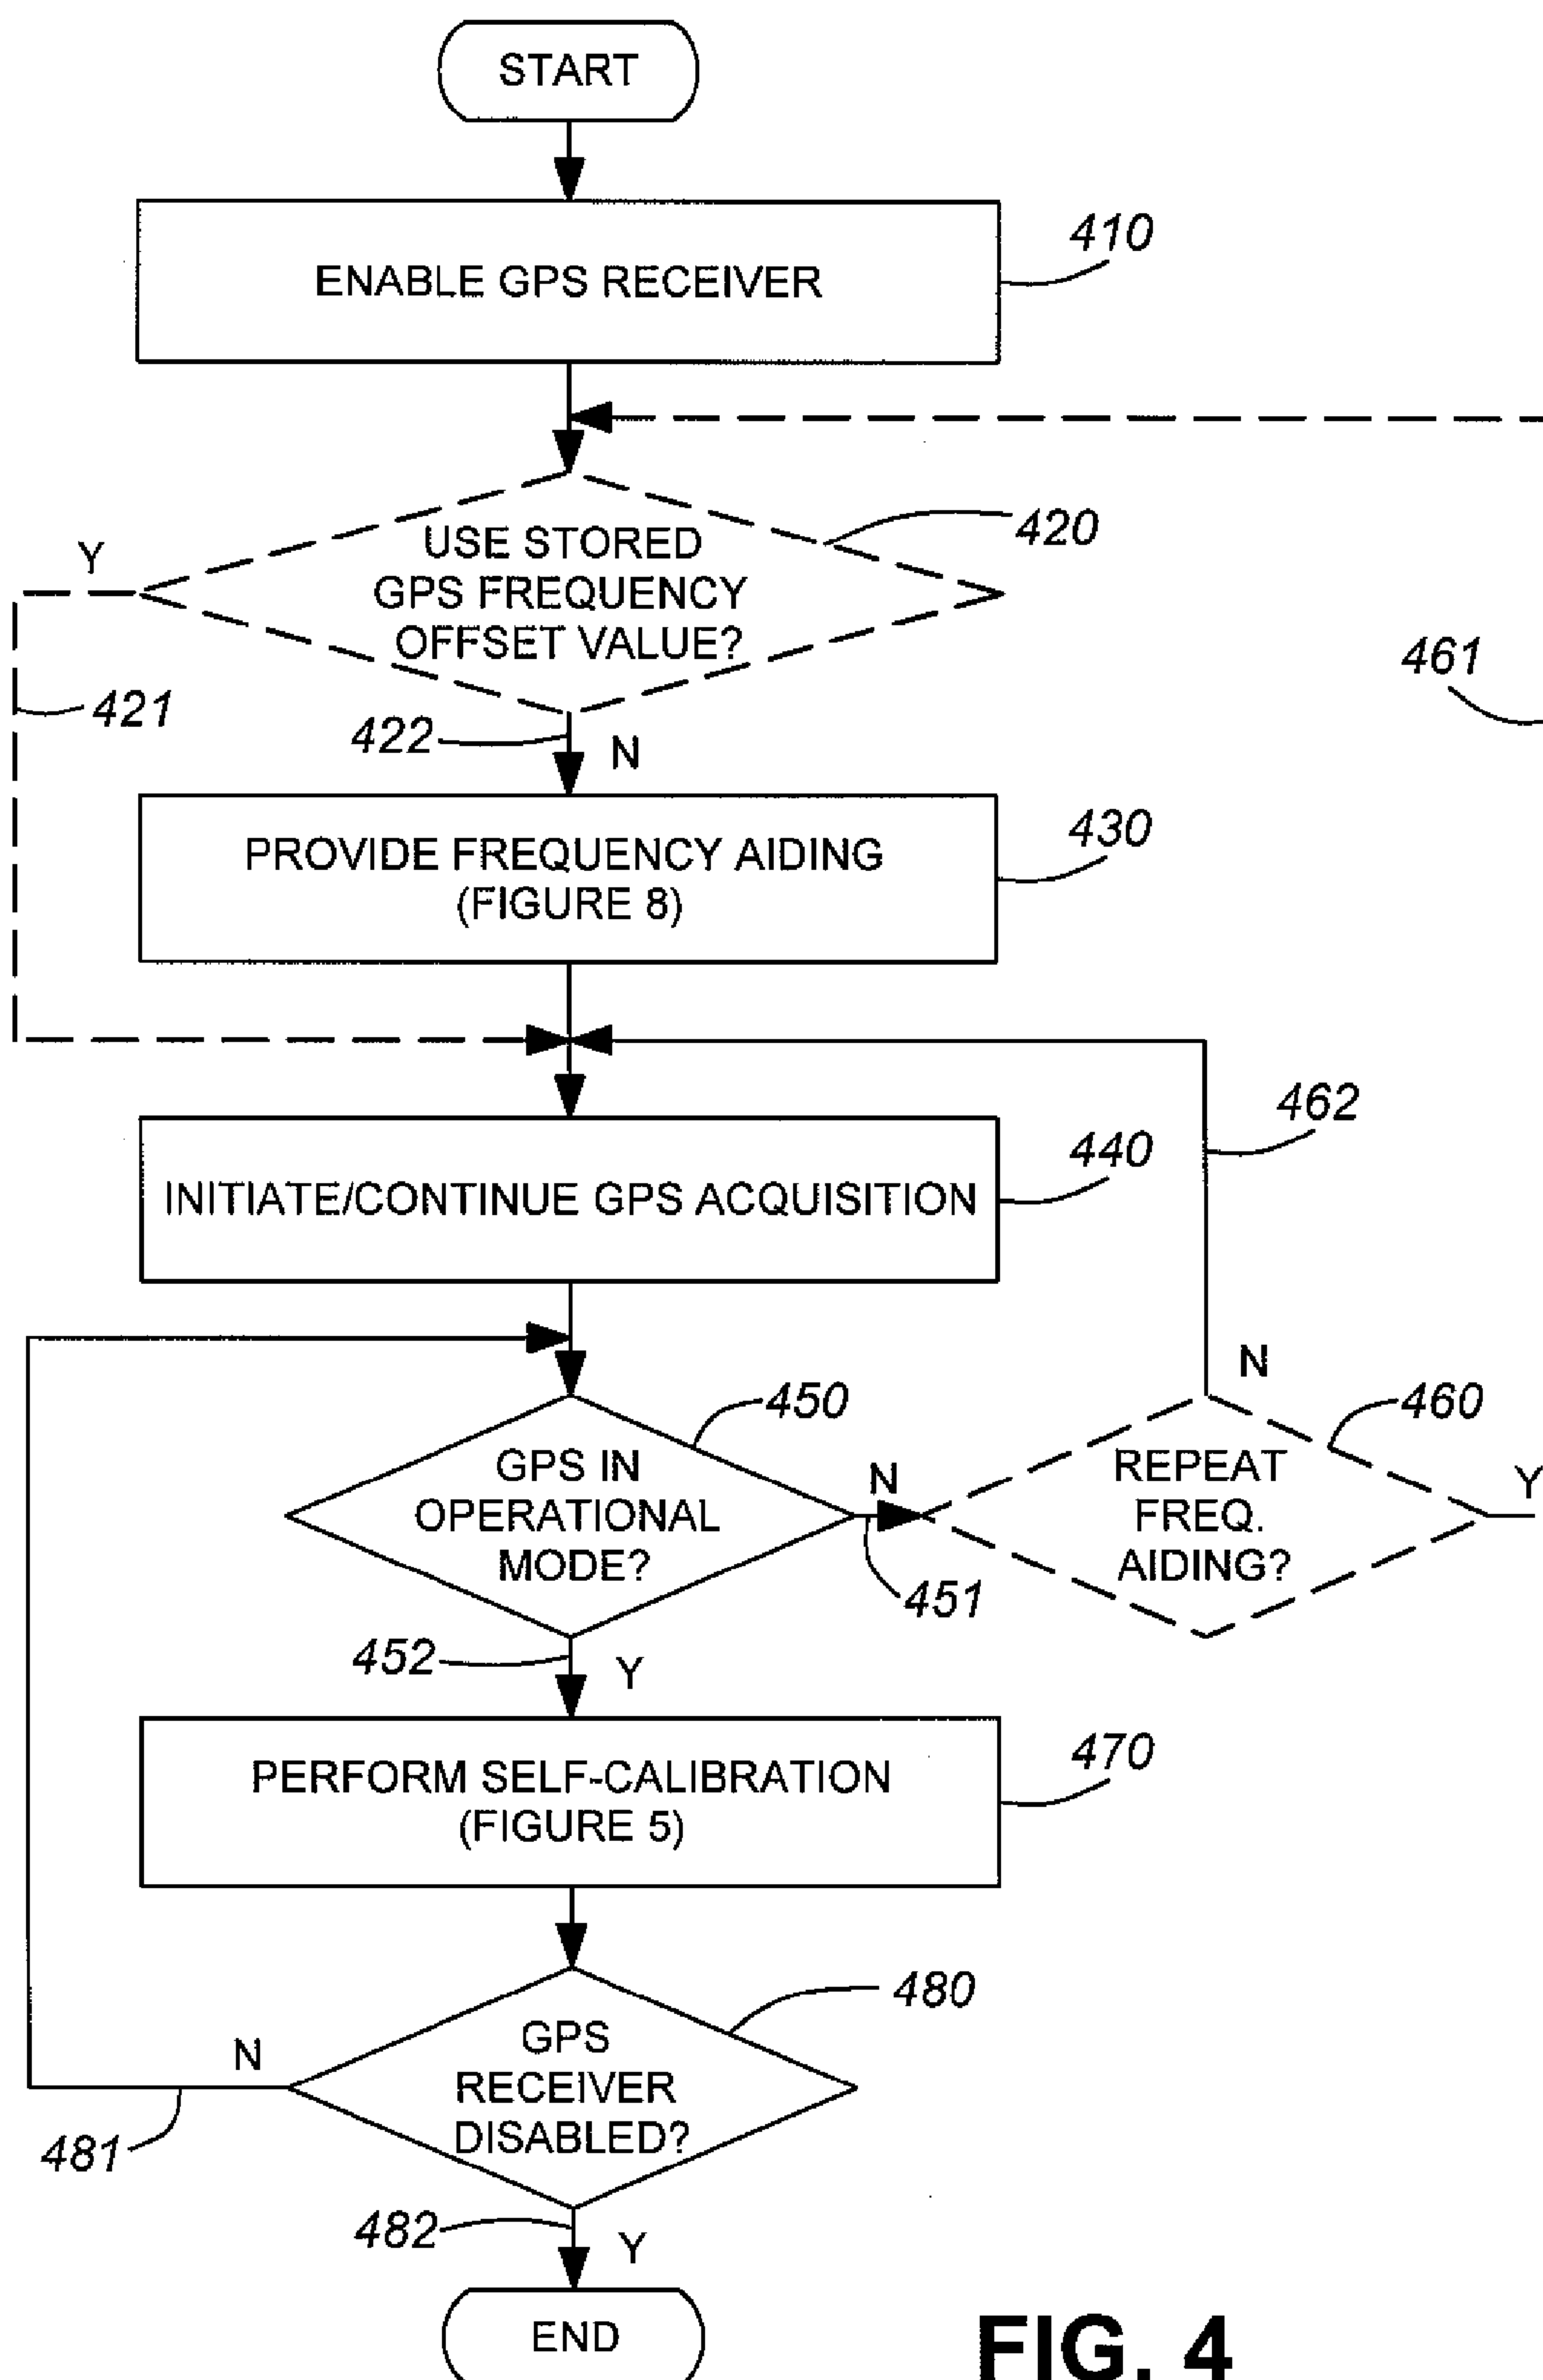 START
ENABLE GPS RECEIVER
410
USE STORED
GPS FREQUENCY
OFFSET VALUE?
420
Y
421
422
N
461
PROVIDE FREQUENCY AIDING
(FIGURE 8)
430
462
INITIATE/CONTINUE GPS ACQUISITION
440
GPS IN
OPERATIONAL
MODE?
450
N
451
N
REPEAT
FREQ.
AIDING?
460
Y
452
Y
PERFORM SELF-CALIBRATION
(FIGURE 5)
470
GPS
RECEIVER
DISABLED?
480
N
481
482
Y
END
FIG. 4